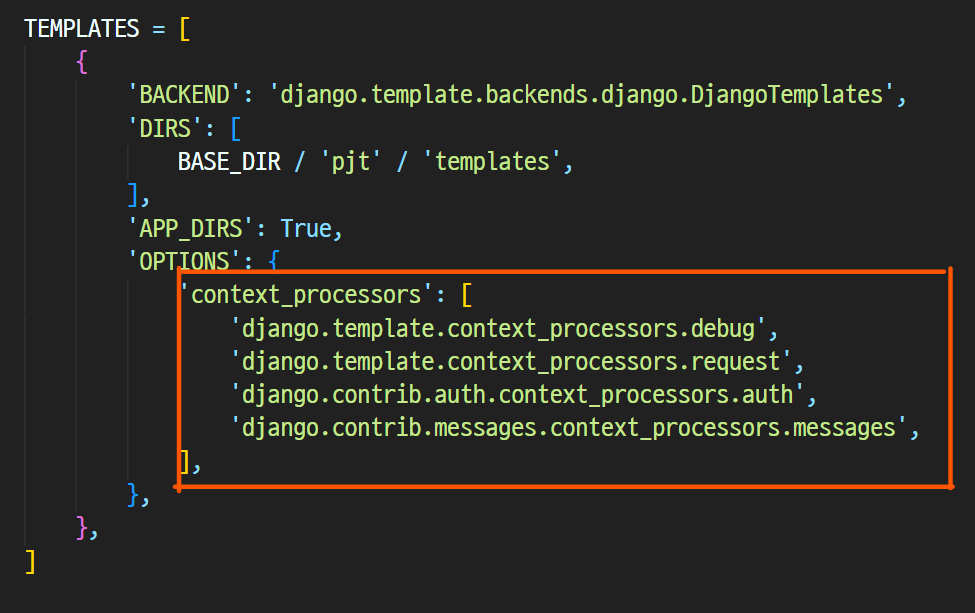 TEMPLATES = [
    {
        'BACKEND': 'django.template.backends.django.DjangoTemplates',
        'DIRS': [
            BASE_DIR / 'pjt' / 'templates',
        ],
        'APP_DIRS': True,
        'OPTIONS': {
            'context_processors': [
                'django.template.context_processors.debug',
                'django.template.context_processors.request',
                'django.contrib.auth.context_processors.auth',
                'django.contrib.messages.context_processors.messages',
            ],
        },
    },
]